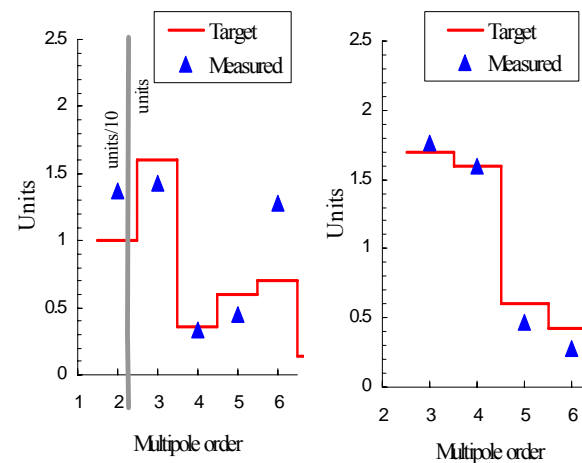 Target
Measured
2.5
2
1.5
1
0.5
0
Units
units/10
units
1 2 3 4 5 6
Multipole order
Target
Measured
2.5
2
1.5
1
0.5
0
Units
2 3 4 5 6
Multipole order